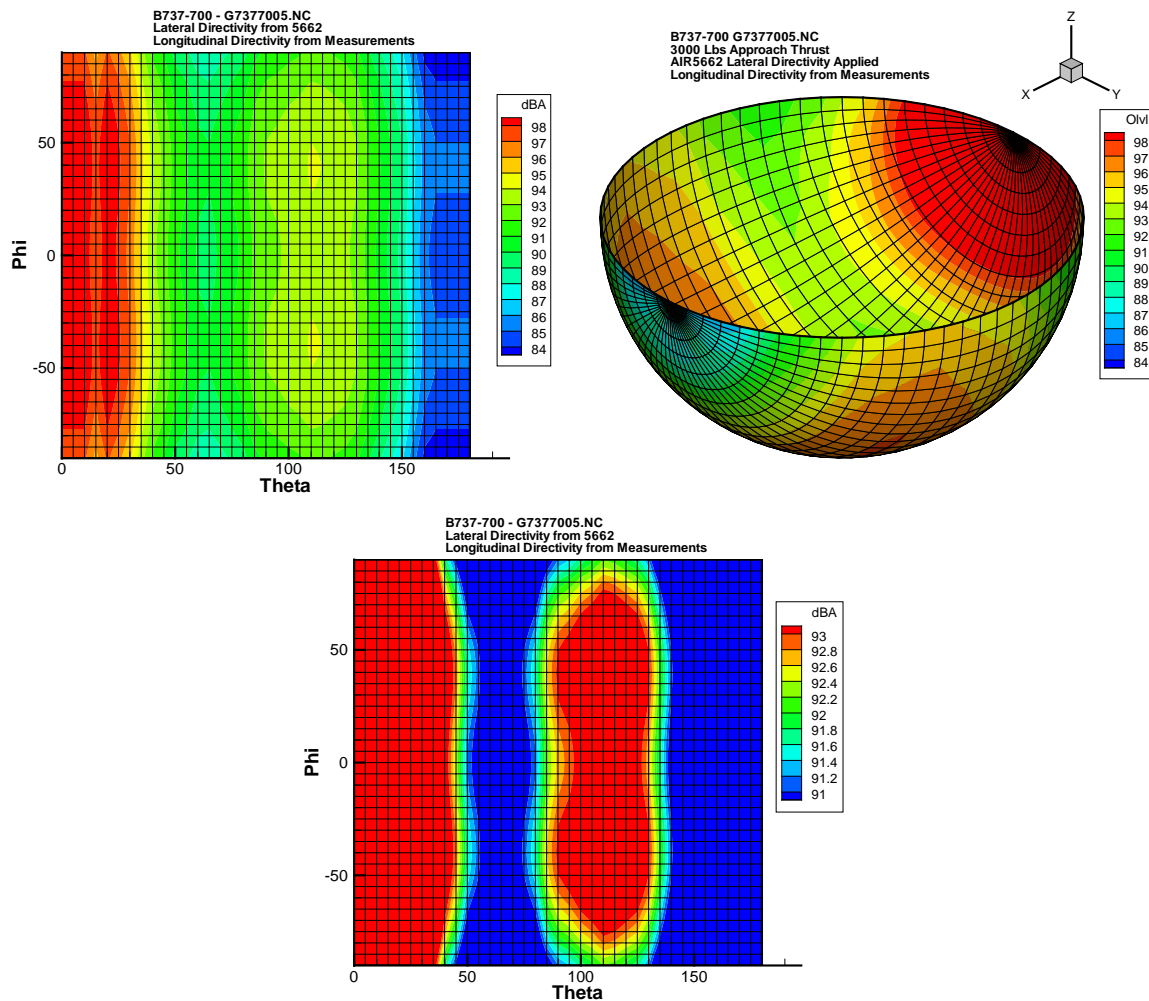 B737-700 - G7377005.NC
Lateral Directivity from 5662
Longitudinal Directivity from Measurements
Phi
50
0
-50
0
50
100
150
Theta
dBA
98
97
96
95
94
92
91
90
89
87
86
85
84
B737-700 G7377005.NC
3000 Lbs Approach Thrust
AIR5662 Lateral Directivity Applied
Longitudinal Directivity from Measurements
Z
X
Y
Olvl
98
97
96
95
94
93
92
91
90
89
88
87
86
85
84
B737-700 - G7377005.NC
Lateral Directivity from 5662
Longitudinal Directivity from Measurements
Phi
50
0
-50
0
50
100
150
Theta
dBA
93
92.8
92.6
92.4
92.2
92
91.8
91.6
91.4
91.2
91